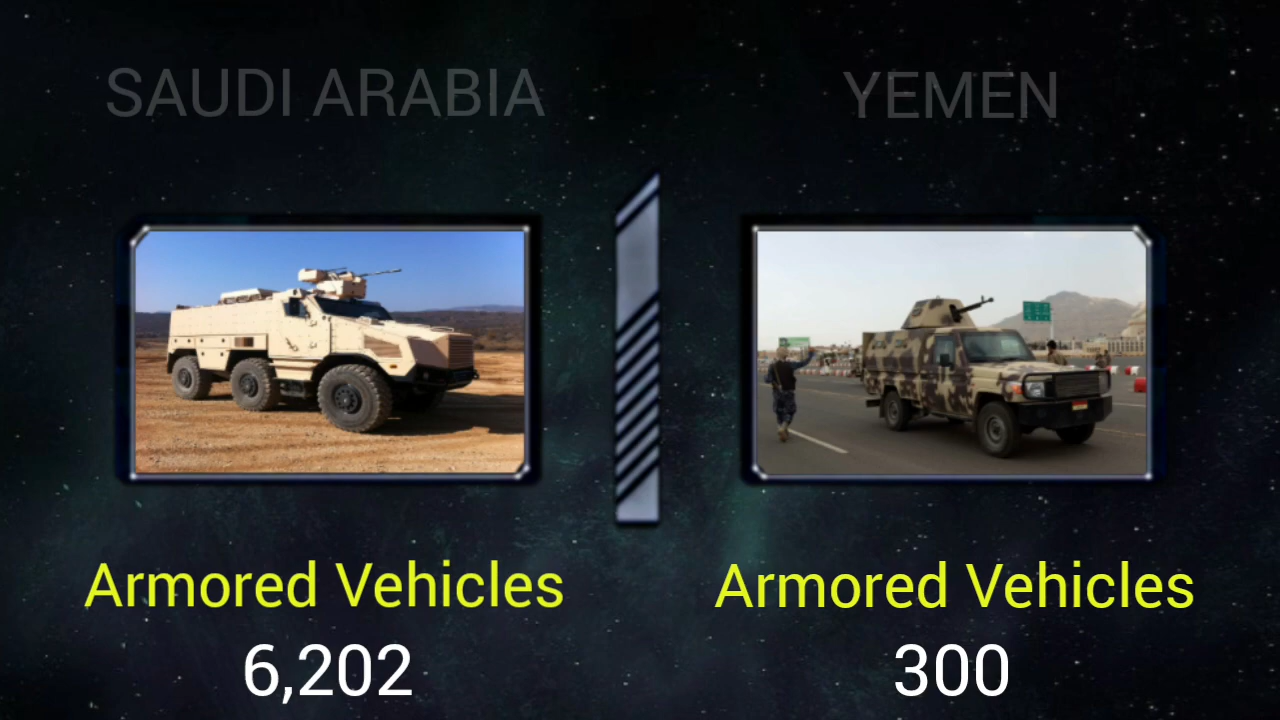 SAUDI ARABIA
YEMEN
Armored Vehicles
Armored Vehicles
6,202
300